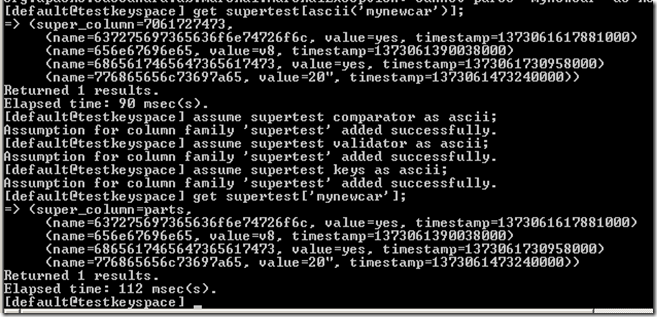 [default@testkeyspace] get supertest[ascii('mynewcar')];
=> (super_column=7061727473,
(name=637275697365636f6e74726f6c, value=yes, timestamp=1373061617881000)
(name=656e67696e65, value=v8, timestamp=1373061390038000)
(name=6865617465647365617473, value=yes, timestamp=1373061730958000)
(name=776865656c73697a65, value=20", timestamp=1373061473240000))
Returned 1 results.
Elapsed time: 90 msec(s).
[default@testkeyspace] assume supertest comparator as ascii;
Assumption for column family 'supertest' added successfully.
[default@testkeyspace] assume supertest validator as ascii;
Assumption for column family 'supertest' added successfully.
[default@testkeyspace] assume supertest keys as ascii;
Assumption for column family 'supertest' added successfully.
[default@testkeyspace] get supertest['mynewcar'];
=> (super_column=parts,
(name=637275697365636f6e74726f6c, value=yes, timestamp=1373061617881000)
(name=656e67696e65, value=v8, timestamp=1373061390038000)
(name=6865617465647365617473, value=yes, timestamp=1373061730958000)
(name=776865656c73697a65, value=20", timestamp=1373061473240000))
Returned 1 results.
Elapsed time: 112 msec(s).
[default@testkeyspace] _